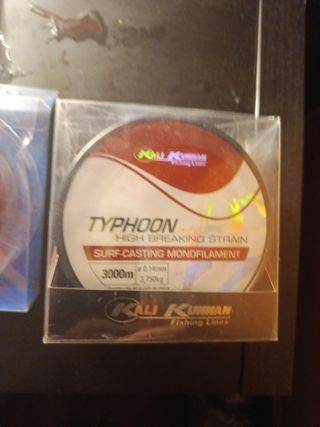 KALI KUNNAN
Fishing Lines
TYPHOON
HIGH BREAKING STRAIN
SURF-CASTING MONOFILAMENT
3000m
ø 0,14mm
3,750kg
KALI KUNNAN
Fishing Lines